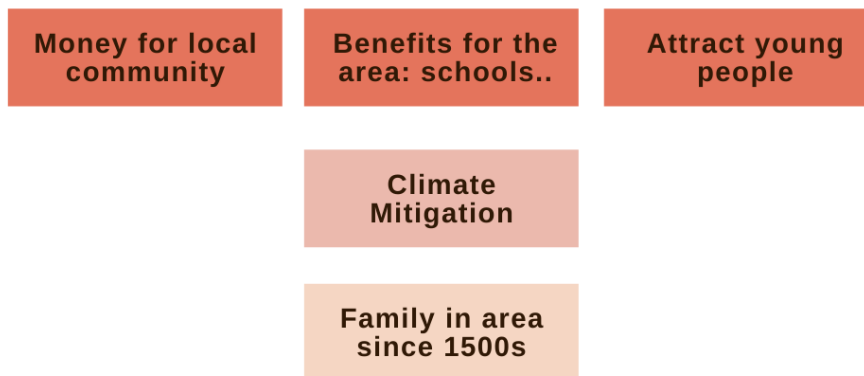 Money for local
community
Benefits for the
area: schools..
Attract young
people
Climate
Mitigation
Family in area
since 1500s